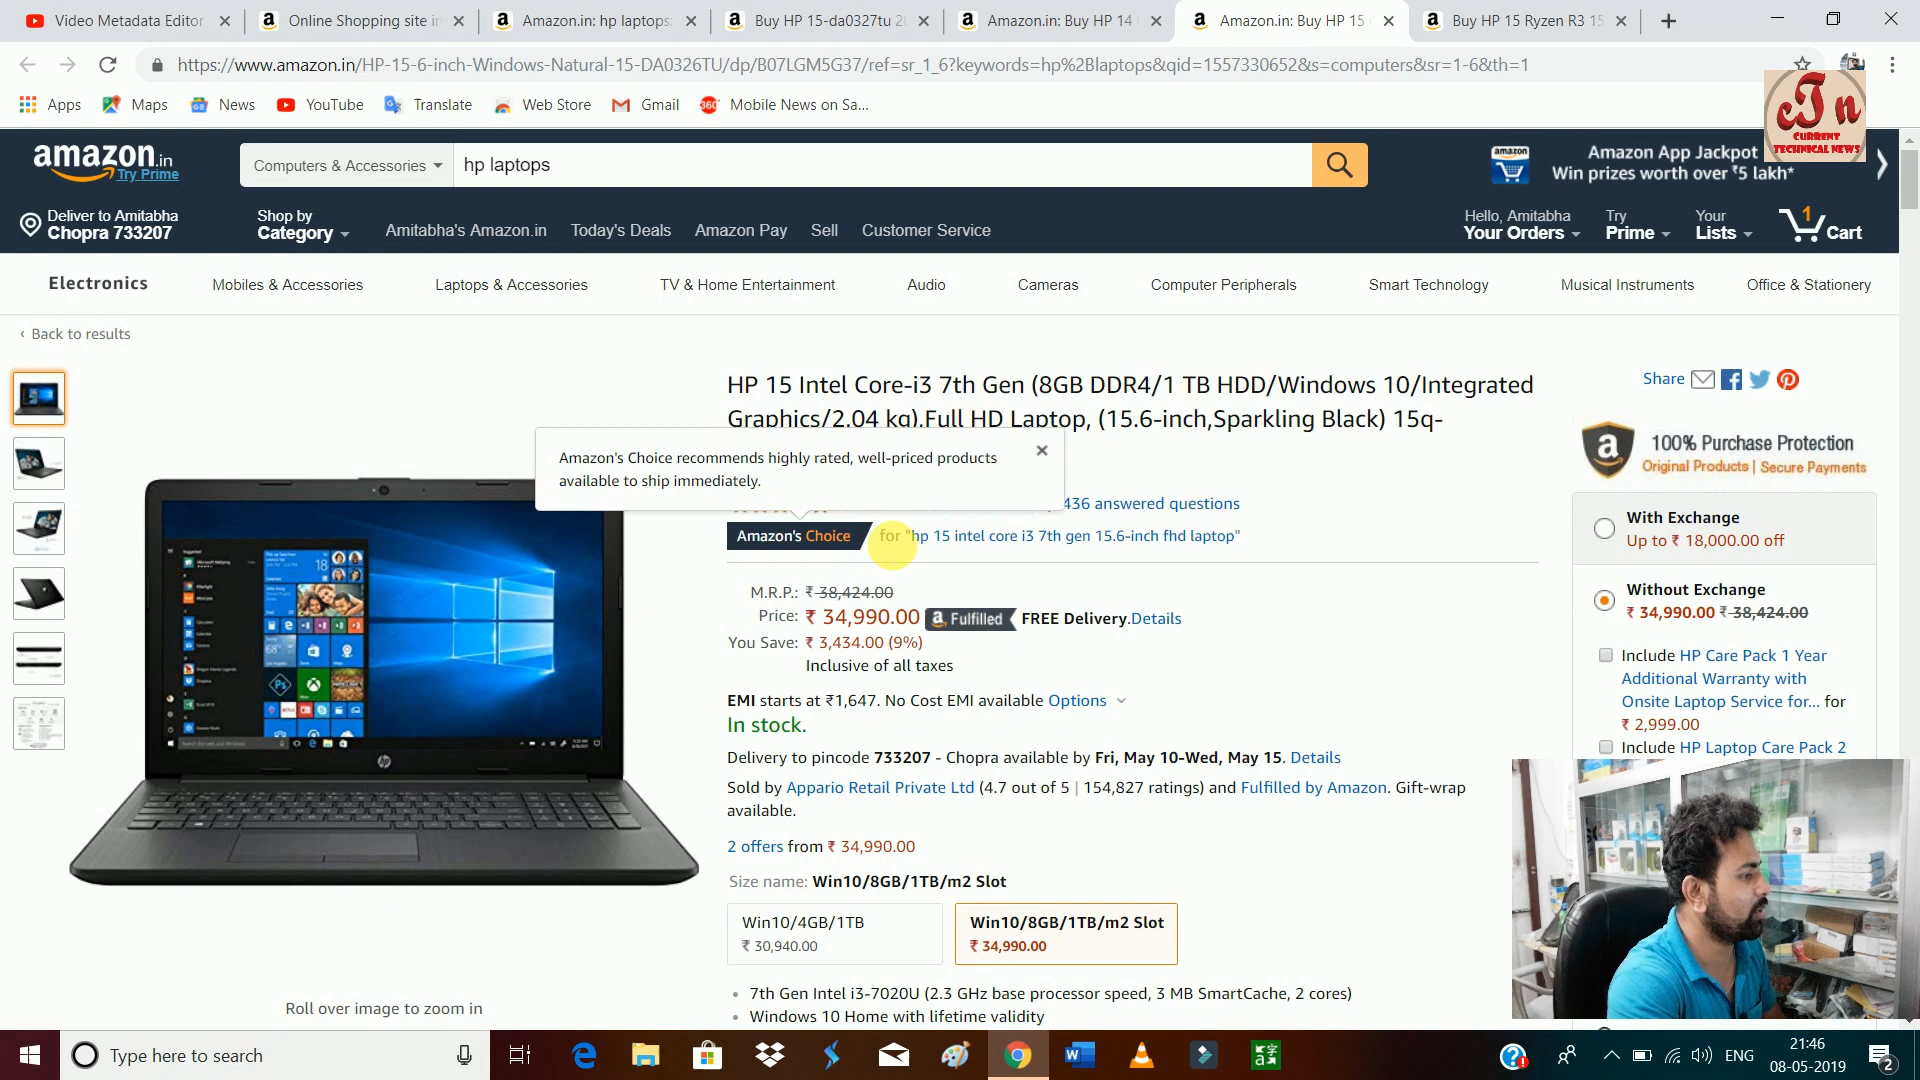 Video Metadata Editor
Online Shopping site in
Amazon.in: hp laptops:
Buy HP 15-da0327tu 2
Amazon.in: Buy HP 14
Amazon.in: Buy HP 15
Buy HP 15 Ryzen R3 15
https://www.amazon.in/HP-15-6-inch-Windows-Natural-15-DA0326TU/dp/B07LGM5G37/ref=sr_1_6?keywords=hp%2Blaptops&qid=1557330652&s=computers&sr=1-6&th=1
Apps
Maps
News
YouTube
Translate
Web Store
Gmail
360°
Mobile News on Sa...
cTn
CURRENT
TECHNICAL NEWS
amazon.in
Try Prime
Computers & Accessories
hp laptops
amazon
Amazon App Jackpot
Win prizes worth over ₹5 lakh*
Deliver to Amitabha
Chopra 733207
Shop by
Category
Amitabha's Amazon.in
Today's Deals
Amazon Pay
Sell
Customer Service
Hello, Amitabha
Your Orders
Try
Prime
Your
Lists
1
Cart
Electronics
Mobiles & Accessories
Laptops & Accessories
TV & Home Entertainment
Audio
Cameras
Computer Peripherals
Smart Technology
Musical Instruments
Office & Stationery
‹ Back to results
HP 15 Intel Core-i3 7th Gen (8GB DDR4/1 TB HDD/Windows 10/Integrated
Graphics/2.04 kg),Full HD Laptop, (15.6-inch,Sparkling Black) 15q-
Amazon's Choice recommends highly rated, well-priced products
available to ship immediately.
436 answered questions
Amazon's Choice
for "hp 15 intel core i3 7th gen 15.6-inch fhd laptop"
M.R.P.: ₹ 38,424.00
Price: ₹ 34,990.00 a Fulfilled FREE Delivery.Details
You Save: ₹ 3,434.00 (9%)
Inclusive of all taxes
EMI starts at ₹1,647. No Cost EMI available Options
In stock.
Delivery to pincode 733207 - Chopra available by Fri, May 10-Wed, May 15. Details
Sold by Appario Retail Private Ltd (4.7 out of 5 | 154,827 ratings) and Fulfilled by Amazon. Gift-wrap
available.
2 offers from ₹ 34,990.00
Size name: Win10/8GB/1TB/m2 Slot
Win10/4GB/1TB
₹ 30,940.00
Win10/8GB/1TB/m2 Slot
₹ 34,990.00
• 7th Gen Intel i3-7020U (2.3 GHz base processor speed, 3 MB SmartCache, 2 cores)
• Windows 10 Home with lifetime validity
Roll over image to zoom in
hp
Share
a
100% Purchase Protection
Original Products | Secure Payments
With Exchange
Up to ₹ 18,000.00 off
Without Exchange
₹ 34,990.00 ₹ 38,424.00
Include HP Care Pack 1 Year
Additional Warranty with
Onsite Laptop Service for... for
₹ 2,999.00
Include HP Laptop Care Pack 2
Type here to search
ENG
21:46
08-05-2019
2